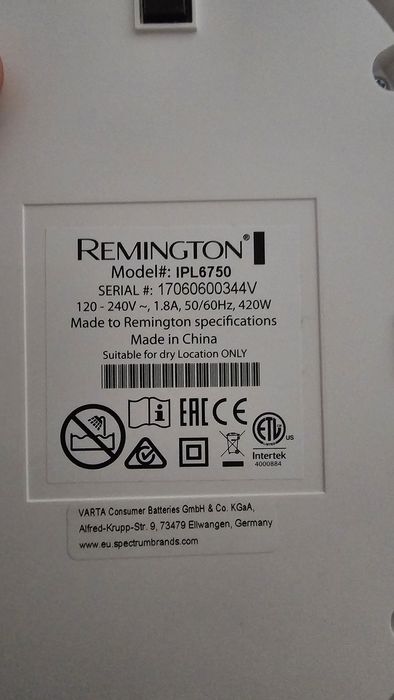 REMINGTON®
Model#: IPL6750
SERIAL #: 17060600344V
120 - 240V ~, 1.8A, 50/60Hz, 420W
Made to Remington specifications
Made in China
Suitable for dry Location ONLY
i EAC CE
ETL US
Intertek
4000884
VARTA Consumer Batteries GmbH & Co. KGaA,
Alfred-Krupp-Str. 9, 73479 Ellwangen, Germany
www.eu.spectrumbrands.com